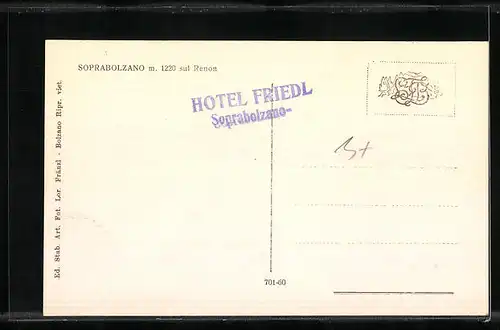 SOPRABOLZANO m. 1220 sul Renon
HOTEL FRIEDL
Soprabolzano-
Ed. Stab. Art. Fot. Lor. Fränzl - Bolzano Ripr. viet.
701-60